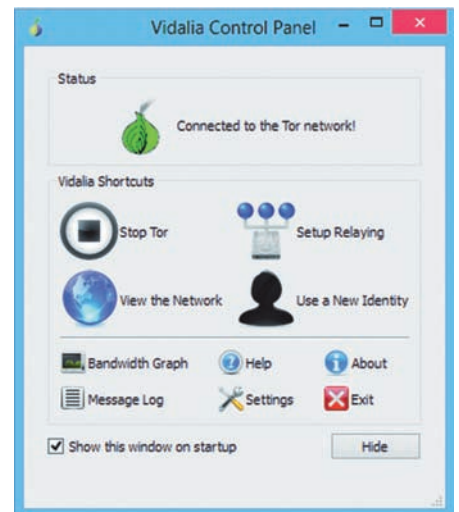 Vidalia Control Panel
Status
Connected to the Tor network!
Vidalia Shortcuts
Stop Tor
Setup Relaying
View the Network
Use a New Identity
Bandwidth Graph
Help
About
Message Log
Settings
Exit
Show this window on startup
Hide